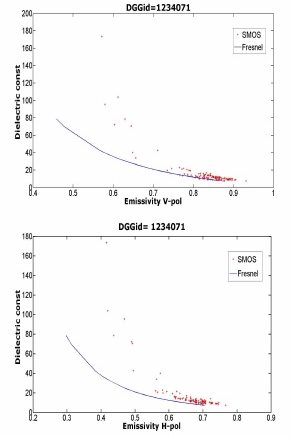 DGGid=1234071
200
180
160
140
120
100
80
60
40
20
0
Dielectric const
SMOS
Fresnel
0.4 0.5 0.6 0.7 0.8 0.9 1
Emissivity V-pol
DGGid= 1234071
180
160
140
120
100
80
60
40
20
0
Dielectric const
SMOS
Fresnel
0.2 0.3 0.4 0.5 0.6 0.7 0.8 0.9
Emissivity H-pol